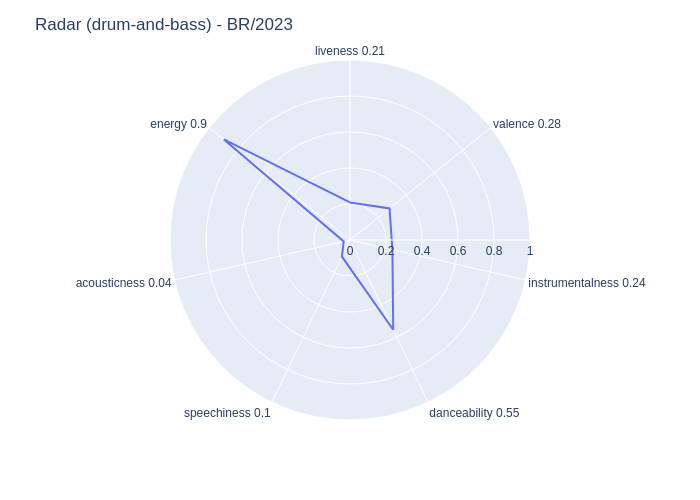 Radar (drum-and-bass) - BR/2023
liveness 0.21
energy 0.9
valence 0.28
0 0.2 0.4 0.6 0.8 1
acousticness 0.04
instrumentalness 0.24
speechiness 0.1
danceability 0.55